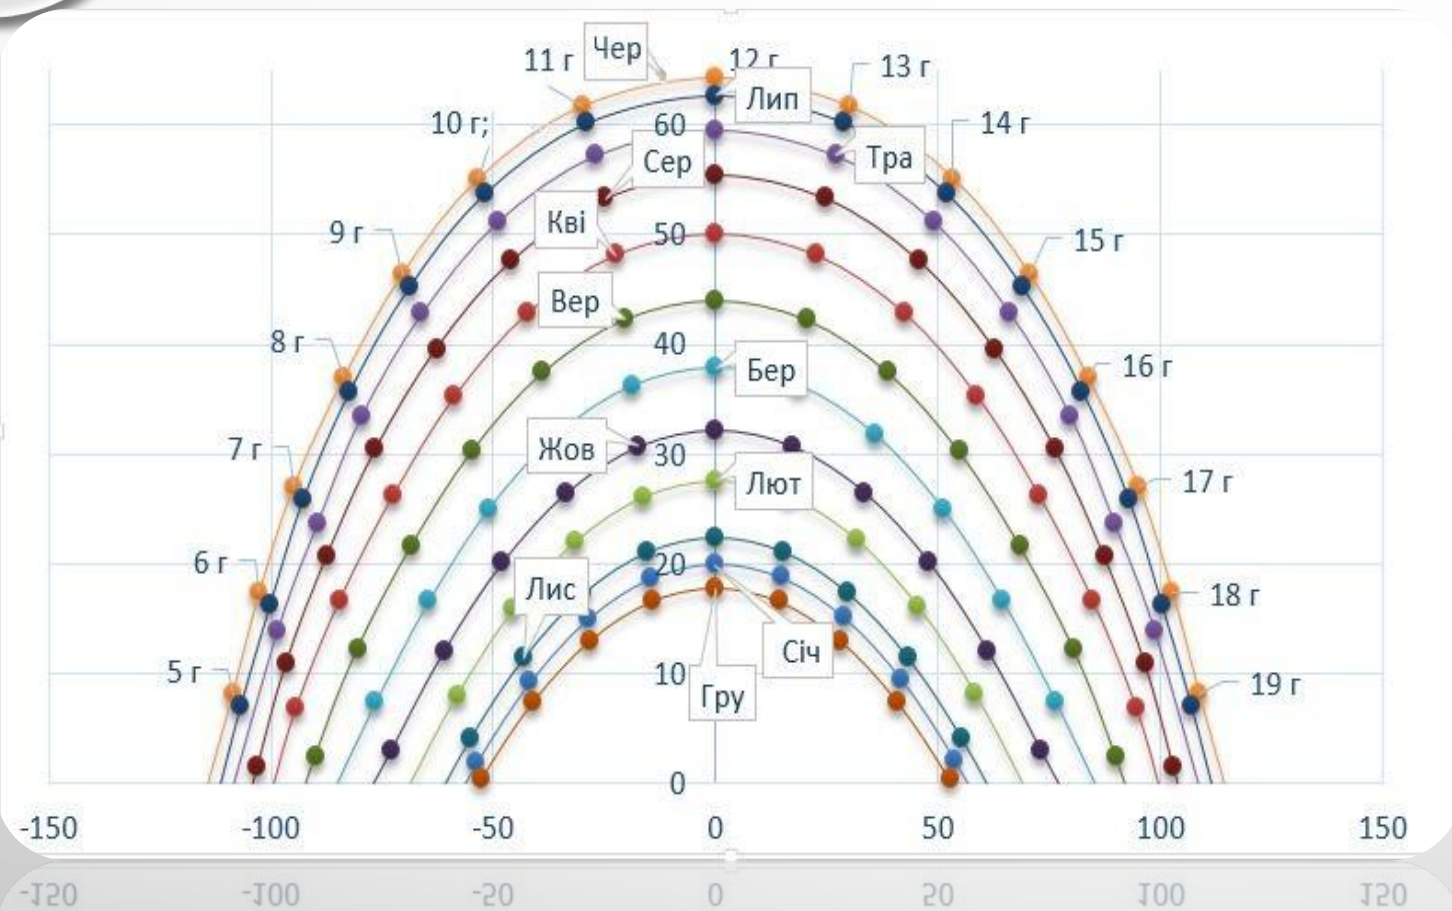 Чер
11 г
12 г
13 г
Лип
10 г;
60
14 г
Сер
Тра
Кві
9 г
50
15 г
Вер
8 г
40
Бер
16 г
7 г
Жов
30
Лют
17 г
6 г
20
Лис
18 г
Січ
5 г
10
Гру
19 г
0
-150 -100 -50 0 50 100 150